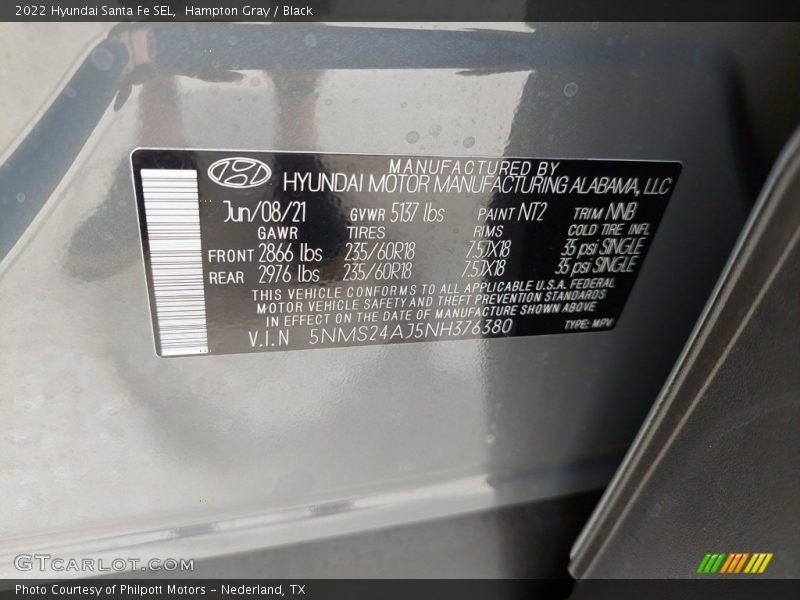 2022 Hyundai Santa Fe SEL, Hampton Gray / Black
MANUFACTURED BY
HYUNDAI MOTOR MANUFACTURING ALABAMA, LLC
Jun/08/21 GVWR 5137 lbs PAINT NT2 TRIM NNB
GAWR TIRES RIMS COLD TIRE INFL
FRONT 2866 lbs 235/60R18 7.5JX18 35 psi SINGLE
REAR 2976 lbs 235/60R18 7.5JX18 35 psi SINGLE
THIS VEHICLE CONFORMS TO ALL APPLICABLE U.S.A. FEDERAL
MOTOR VEHICLE SAFETY AND THEFT PREVENTION STANDARDS
IN EFFECT ON THE DATE OF MANUFACTURE SHOWN ABOVE
V.I.N 5NMS24AJ5NH376380 TYPE: MPV
GTCARLOT.COM
Photo Courtesy of Philpott Motors - Nederland, TX